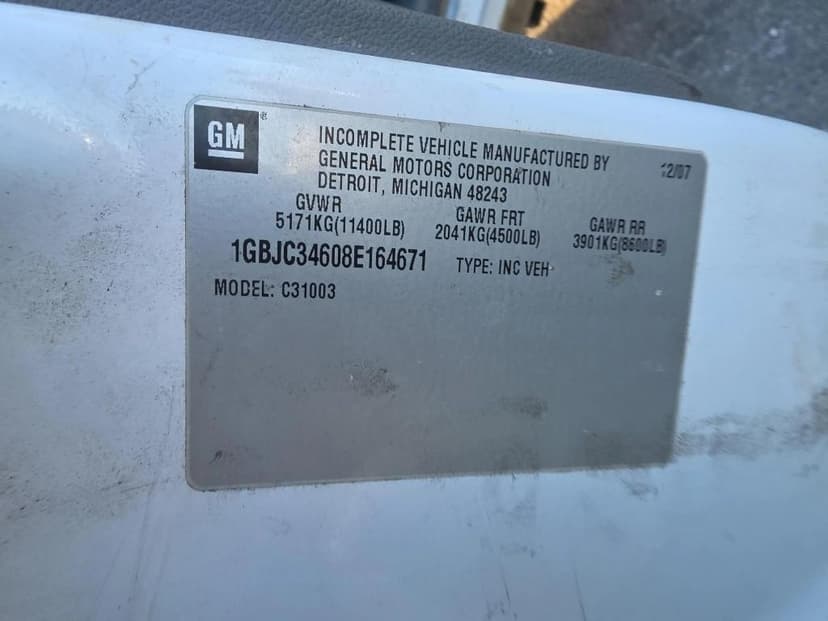 GM®
INCOMPLETE VEHICLE MANUFACTURED BY 12/07
GENERAL MOTORS CORPORATION
DETROIT, MICHIGAN 48243
GVWR GAWR FRT GAWR RR
5171KG(11400LB) 2041KG(4500LB) 3901KG(8600LB)
1GBJC34608E164671 TYPE: INC VEH
MODEL: C31003